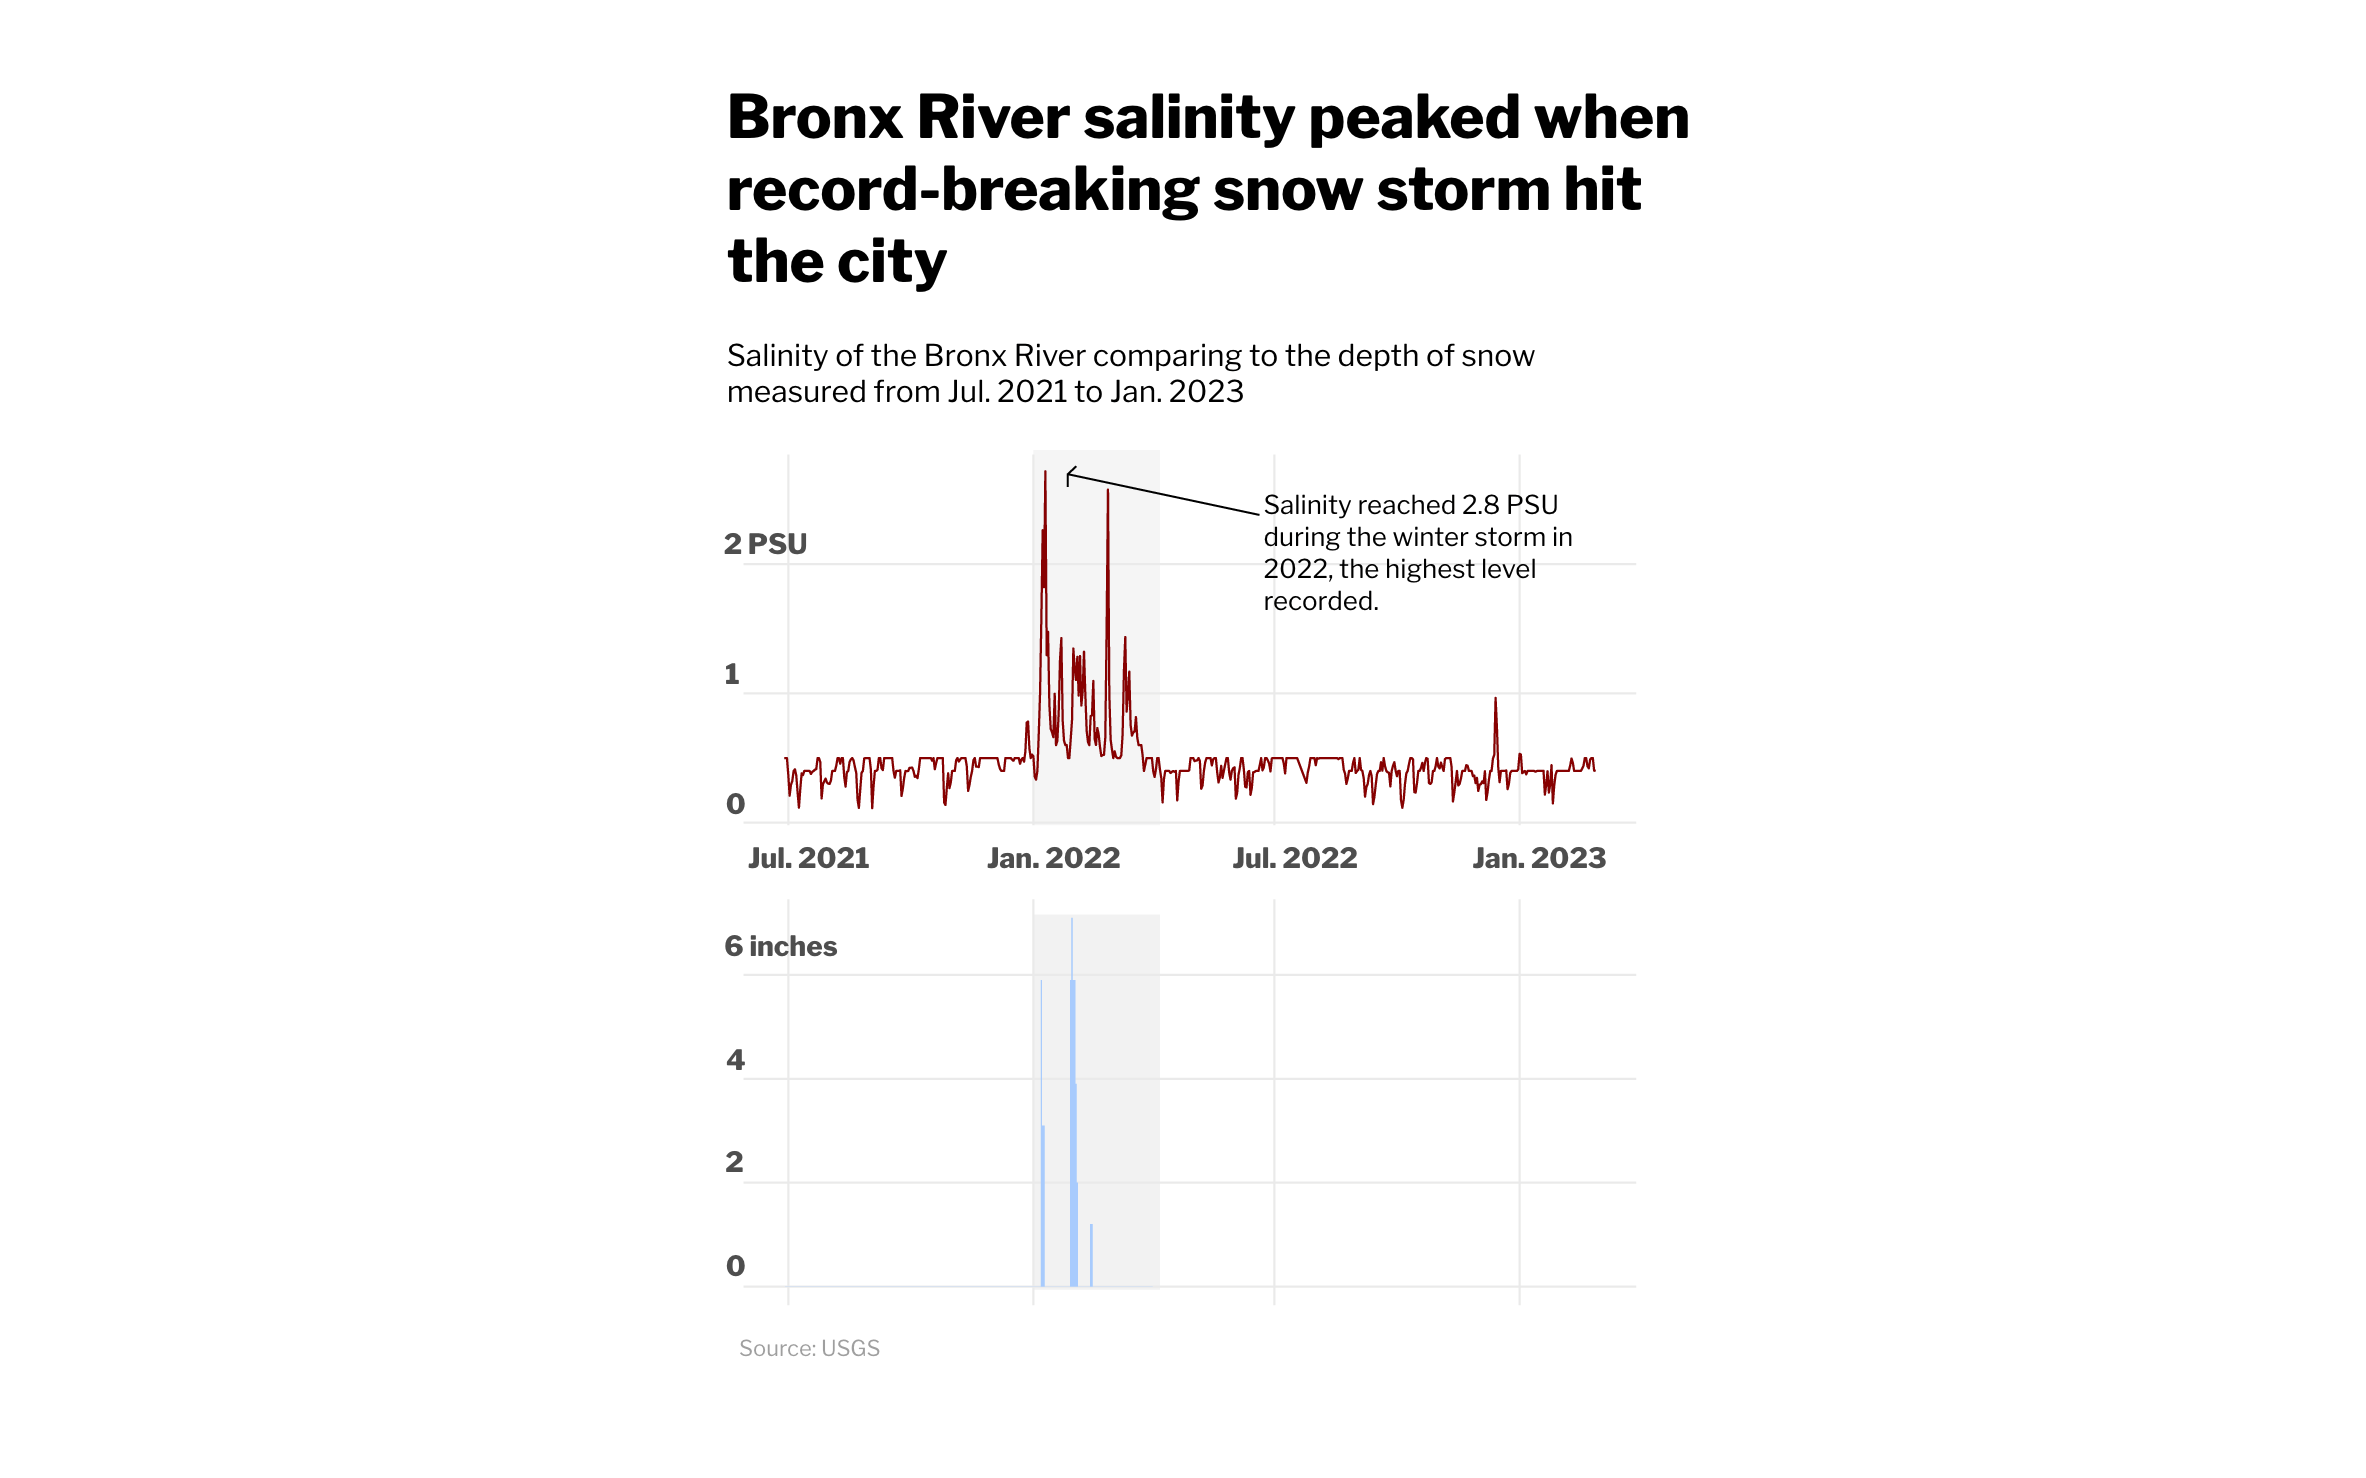 Bronx River salinity peaked when
record-breaking snow storm hit
the city
Salinity of the Bronx River comparing to the depth of snow
measured from Jul. 2021 to Jan. 2023
Salinity reached 2.8 PSU
during the winter storm in
2022, the highest level
recorded.
2 PSU
1
0
Jul. 2021 Jan. 2022 Jul. 2022 Jan. 2023
6 inches
4
2
0
Source: USGS